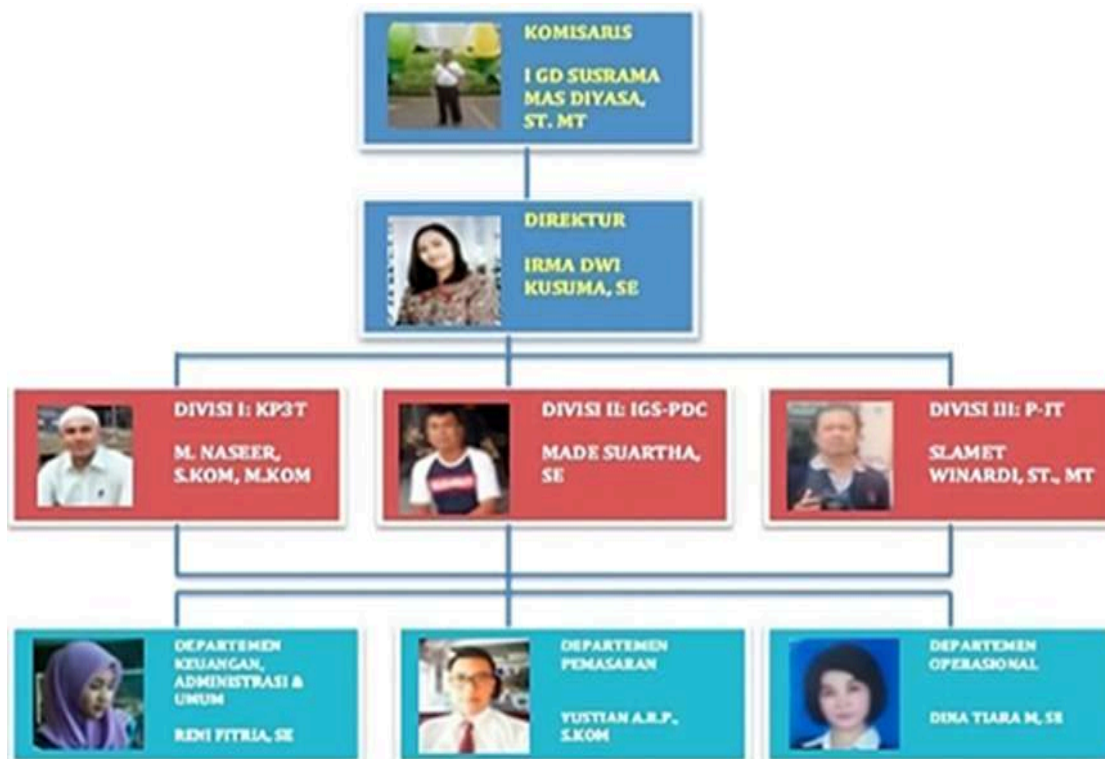 KOMISARIS
I GD SUSRAMA
MAS DIYASA,
ST. MT
DIREKTUR
IRMA DWI
KUSUMA, SE
DIVISI I: KP3T
M. NASEER,
S.KOM, M.KOM
DIVISI II: IGS-PDC
MADE SUARTHA,
SE
DIVISI III: P-IT
SLAMET
WINARDI, ST., MT
DEPARTEMEN
KEUANGAN,
ADMINISTRASI &
UMUM
RENI FITRIA, SE
DEPARTEMEN
PEMASARAN
YUSTIAN A.R.P.,
S.KOM
DEPARTEMEN
OPERASIONAL
DINA TIARA M, SE